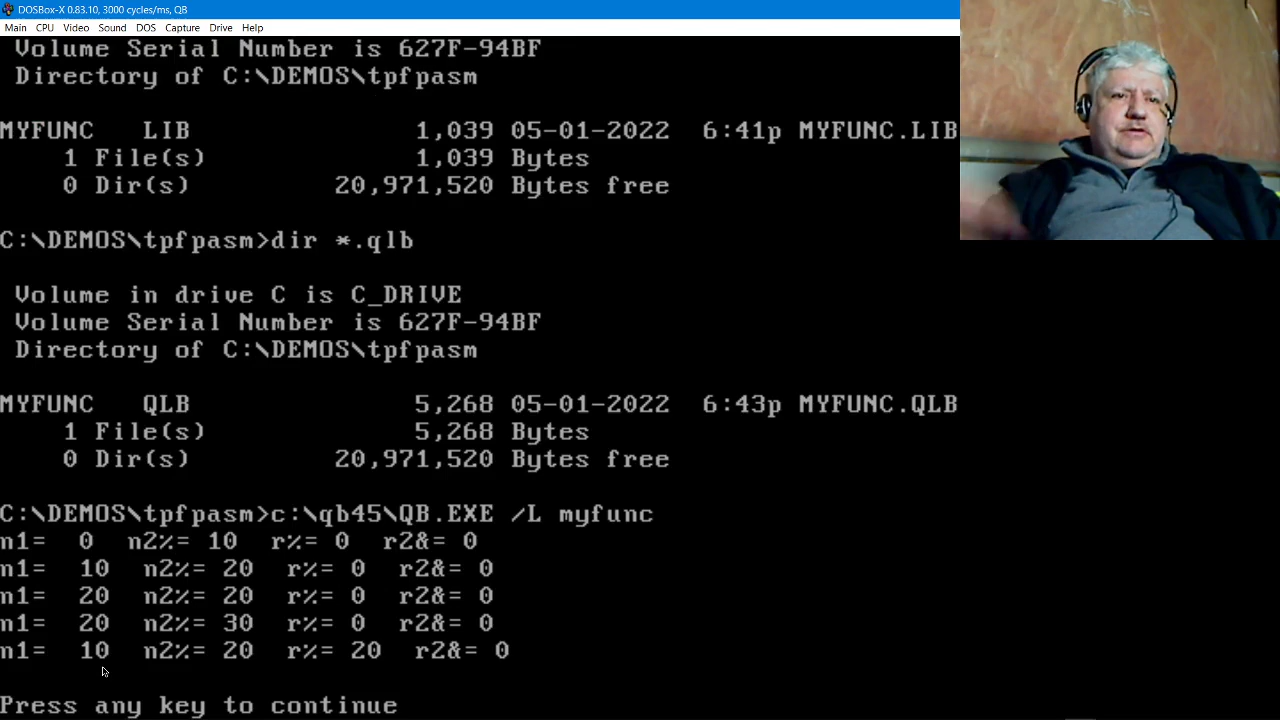 DOSBox-X 0.83.10, 3000 cycles/ms, QB
Main CPU Video Sound DOS Capture Drive Help
Volume Serial Number is 627F-94BF
Directory of C:\DEMOS\tpfpasm
MYFUNC LIB 1,039 05-01-2022 6:41p MYFUNC.LIB
1 File(s) 1,039 Bytes
0 Dir(s) 20,971,520 Bytes free
C:\DEMOS\tpfpasm>dir *.qlb
Volume in drive C is C_DRIVE
Volume Serial Number is 627F-94BF
Directory of C:\DEMOS\tpfpasm
MYFUNC QLB 5,268 05-01-2022 6:43p MYFUNC.QLB
1 File(s) 5,268 Bytes
0 Dir(s) 20,971,520 Bytes free
C:\DEMOS\tpfpasm>c:\qb45\QB.EXE /L myfunc
n1= 0 n2%= 10 r%= 0 r2&= 0
n1= 10 n2%= 20 r%= 0 r2&= 0
n1= 20 n2%= 20 r%= 0 r2&= 0
n1= 20 n2%= 30 r%= 0 r2&= 0
n1= 10 n2%= 20 r%= 20 r2&= 0
Press any key to continue